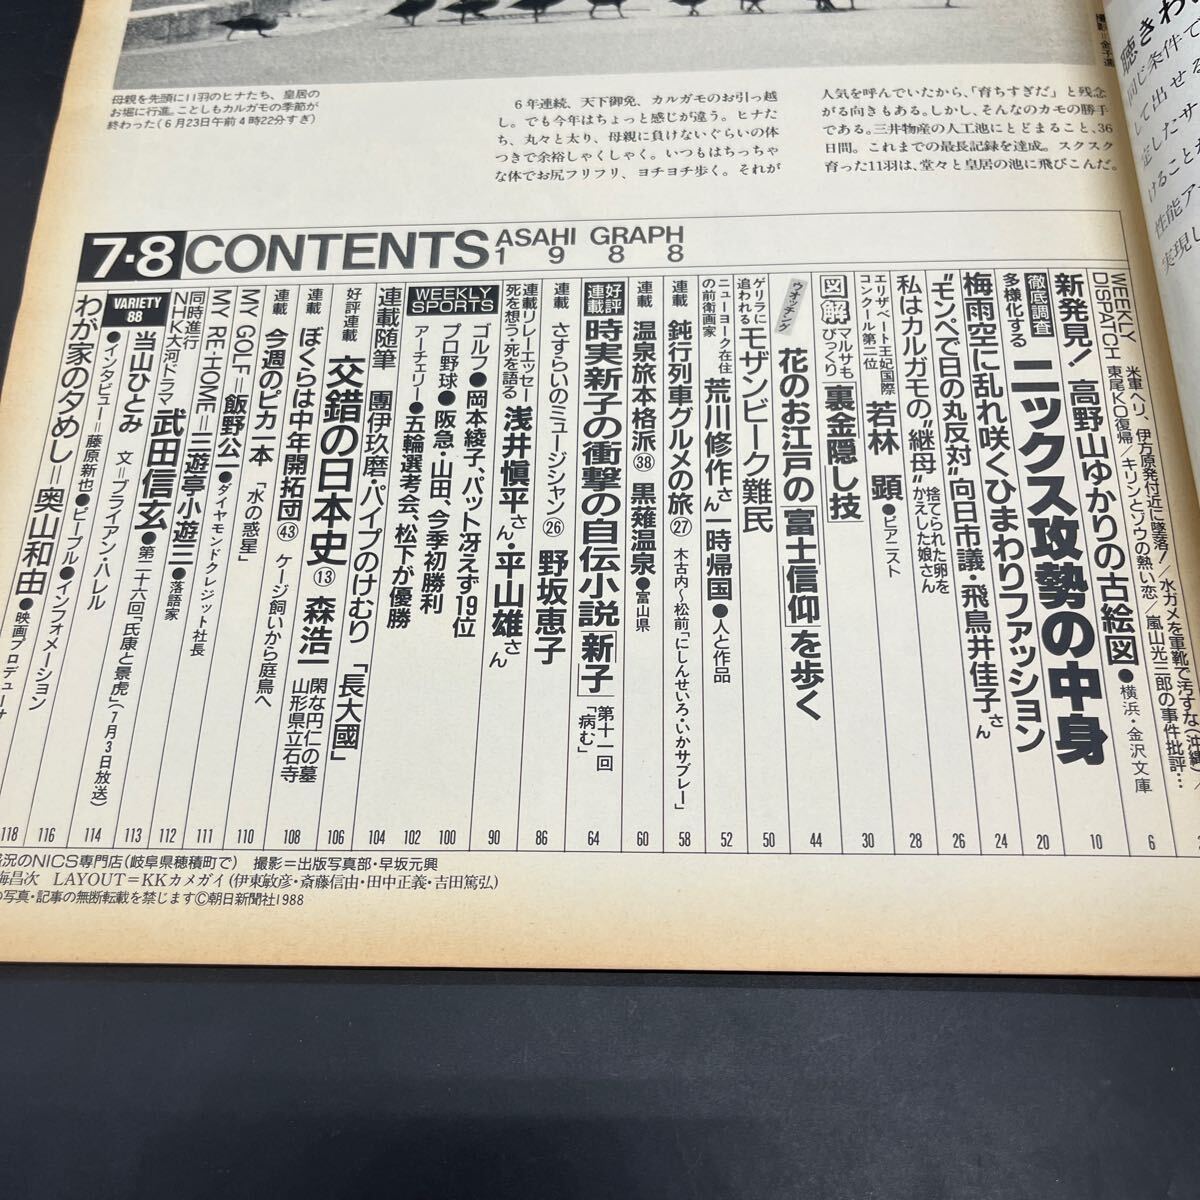 撮影=金子進
母親を先頭に11羽のヒナたち、皇居の
お堀に行進。ことしもカルガモの季節が
終わった(6月23日午前4時22分すぎ)
6年連続、天下御免、カルガモのお引っ越
し。でも今年はちょっと感じが違う。ヒナた
ち、丸々と太り、母親に負けないぐらいの体
つきで余裕しゃくしゃく。いつもはちっちゃ
な体でお尻フリフリ、ヨチヨチ歩く。それが
人気を呼んでいたから、「育ちすぎだ」と残念
がる向きもある。しかし、そんなのカモの勝手
である。三井物産の人工池にとどまること、36
日間。これまでの最長記録を達成。スクスク
育った11羽は、堂々と皇居の池に飛びこんだ。
聴きわ
同じ条件で
して出せる
定したサ
けること
性能ア
実現し
7・8 CONTENTS ASAHI GRAPH 1988
WEEKLY DISPATCH
米軍ヘリ、伊方原発付近に墜落/水ガメを軍靴で汚すな(沖縄)/
東尾KO復帰/キリンとゾウの熱い恋/嵐山光三郎の事件批評…
新発見! 高野山ゆかりの古絵図●横浜・金沢文庫 6
徹底調査 多様化する ニックス攻勢の中身 10
梅雨空に乱れ咲くひまわりファッション 20
“モンペで日の丸反対”向日市議・飛鳥井佳子さん 24
私はカルガモの“継母” 捨てられた卵をかえした娘さん 26
エリザベート王妃国際コンクール第二位 若林 顕●ピアニスト 28
図解 マルサもびっくり 「裏金隠し技」 30
ウオッチング 花のお江戸の「富士信仰」を歩く 44
ゲリラに追われる モザンビーク難民 50
ニューヨーク在住の前衛画家 荒川修作さん一時帰国●人と作品 52
連載 鈍行列車グルメの旅㉗ 木古内~松前「にしんせいろ・いかサブレー」 58
連載 温泉旅本格派㊳ 黒薙温泉●富山県 60
好評連載 時実新子の衝撃の自伝小説「新子」 第十一回「病む」 64
連載 さすらいのミュージシャン㉖ 野坂恵子 86
連載リレーエッセー 死を想う・死を語る 浅井愼平さん・平山雄さん 90
WEEKLY SPORTS
ゴルフ●岡本綾子、パット冴えず19位 100
プロ野球●阪急・山田、今季初勝利
アーチェリー●五輪選考会、松下が優勝 102
連載随筆 團伊玖磨・パイプのけむり 「長大國」 104
好評連載 交錯の日本史⑬ 森浩一 閑な円仁の墓 山形県立石寺 106
連載 ぼくらは中年開拓団㊸ ケージ飼いから庭鳥へ 108
連載 今週のピカ一本 「水の惑星」 110
MY GOLF=飯野公一●ダイヤモンドクレジット社長 111
MY RE・HOME=三遊亭小遊三●落語家 112
同時進行 NHK大河ドラマ 武田信玄●第二十六回「氏康と景虎」(7月3日放送) 113
VARIETY 88
当山ひとみ 文=ブライアン・ハレル 114
●インタビュー=藤原新也●ピープル●インフォメーション 116
わが家の夕めし=奥山和由●映画プロデューサ 118
況のNICS専門店(岐阜県穂積町で) 撮影=出版写真部・早坂元興
海昌次 LAYOUT=KKカメガイ(伊東敏彦・斎藤信由・田中正義・吉田篤弘)
の写真・記事の無断転載を禁じます©朝日新聞社1988